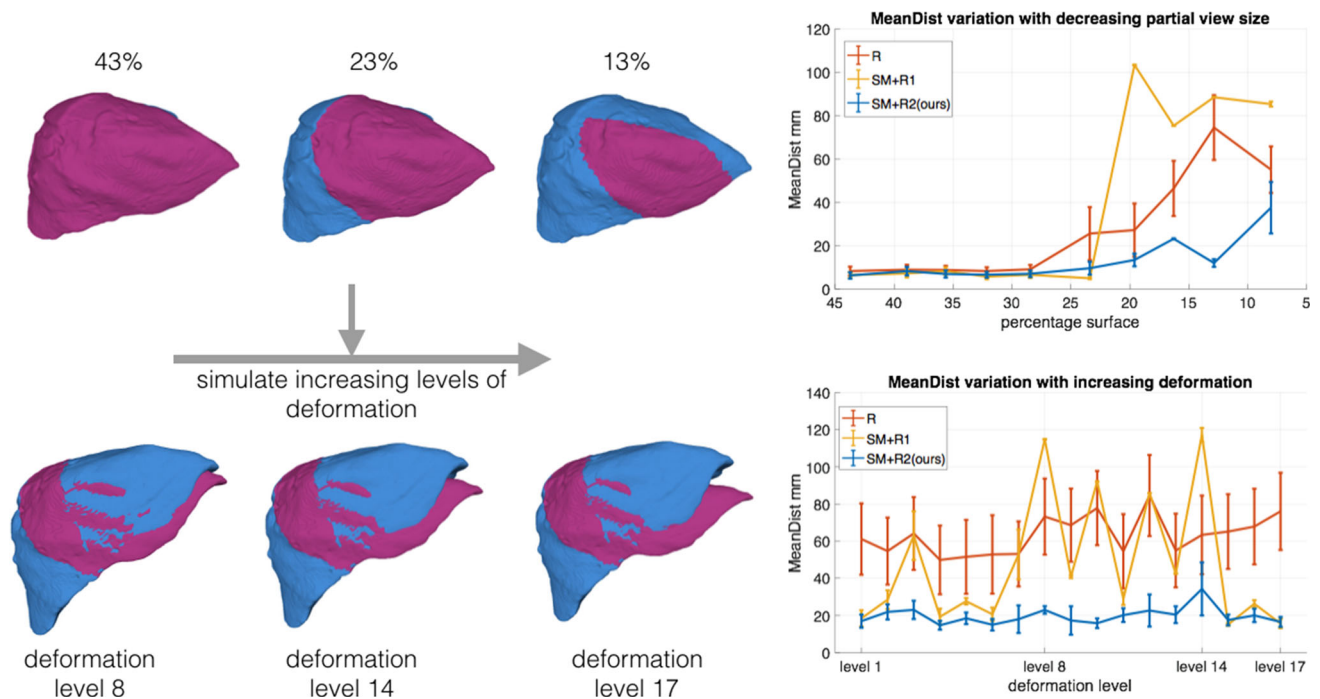 43%
23%
13%
simulate increasing levels of
deformation
deformation
level 8
deformation
level 14
deformation
level 17
MeanDist variation with decreasing partial view size
R
SM+R1
SM+R2(ours)
MeanDist mm
120
100
80
60
40
20
0
45 40 35 30 25 20 15 10 5
percentage surface
MeanDist variation with increasing deformation
R
SM+R1
SM+R2(ours)
MeanDist mm
140
120
100
80
60
40
20
0
level 1 level 8 level 14 level 17
deformation level